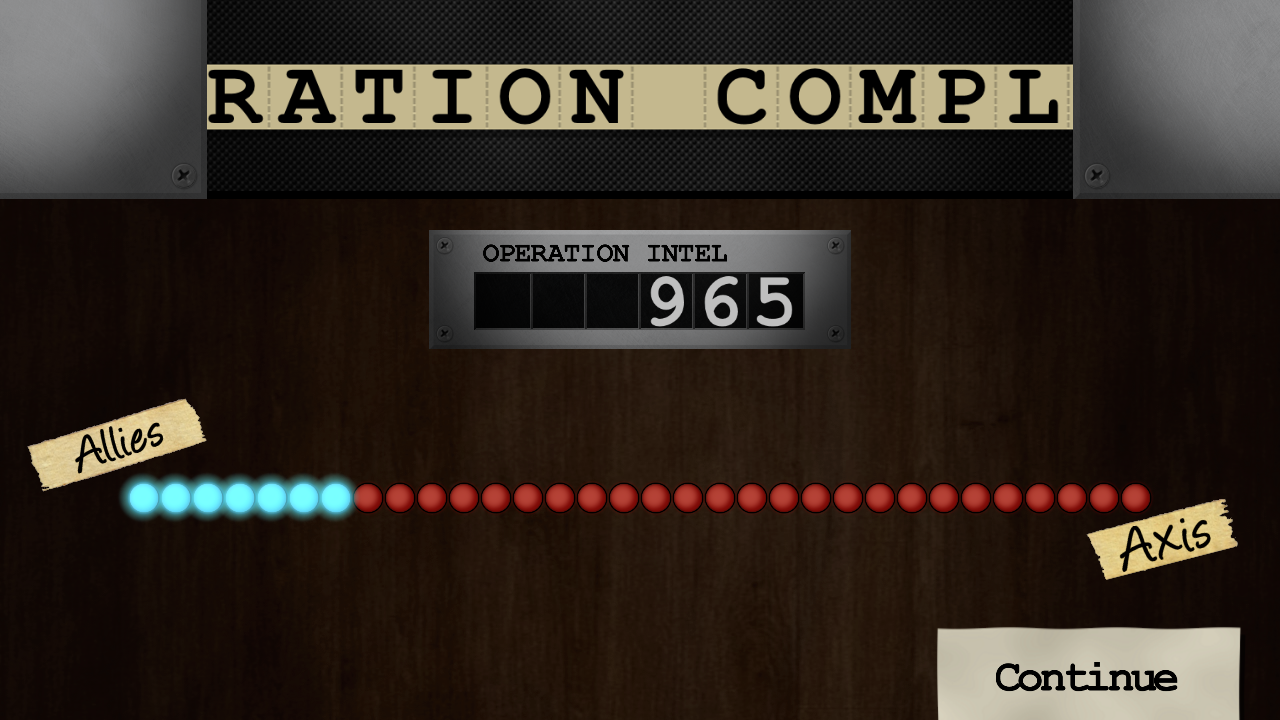 RATION COMPL
OPERATION INTEL
965
Allies
Axis
Continue